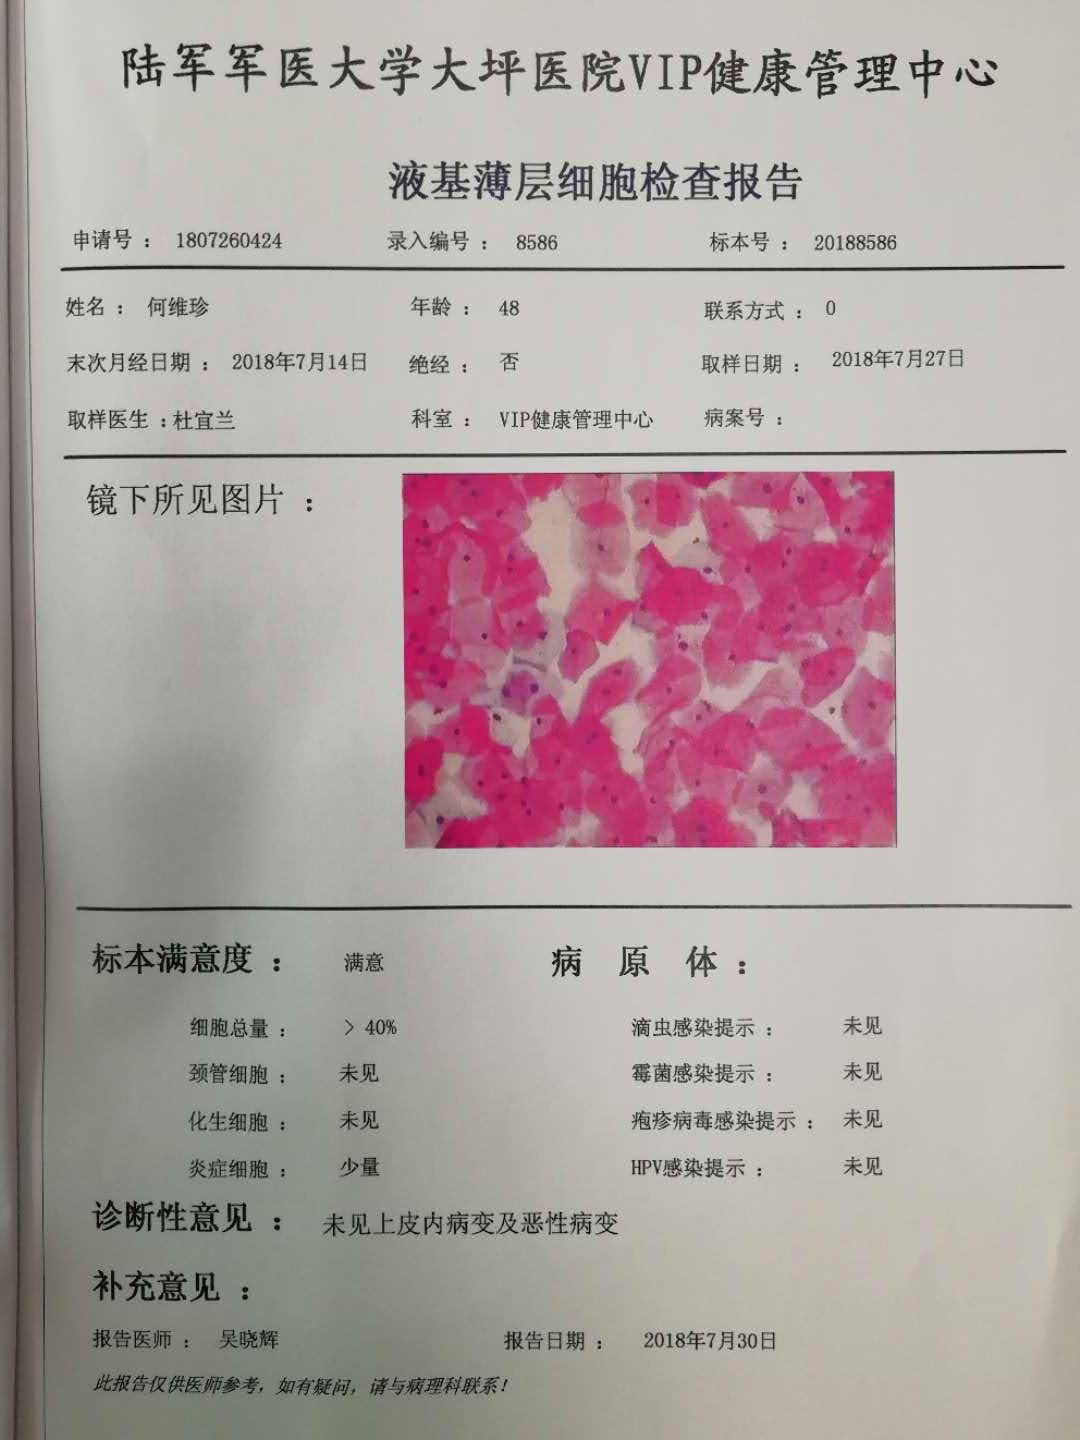 陆军军医大学大坪医院VIP健康管理中心
液基薄层细胞检查报告
申请号： 1807260424 录入编号： 8586 标本号： 20188586
姓名： 何维珍 年龄： 48 联系方式： 0
末次月经日期： 2018年7月14日 绝经： 否 取样日期： 2018年7月27日
取样医生：杜宜兰 科室： VIP健康管理中心 病案号：
镜下所见图片：
标本满意度： 满意 病 原 体：
细胞总量： > 40% 滴虫感染提示： 未见
颈管细胞： 未见 霉菌感染提示： 未见
化生细胞： 未见 疱疹病毒感染提示： 未见
炎症细胞： 少量 HPV感染提示： 未见
诊断性意见： 未见上皮内病变及恶性病变
补充意见：
报告医师： 吴晓辉 报告日期： 2018年7月30日
此报告仅供医师参考，如有疑问，请与病理科联系！